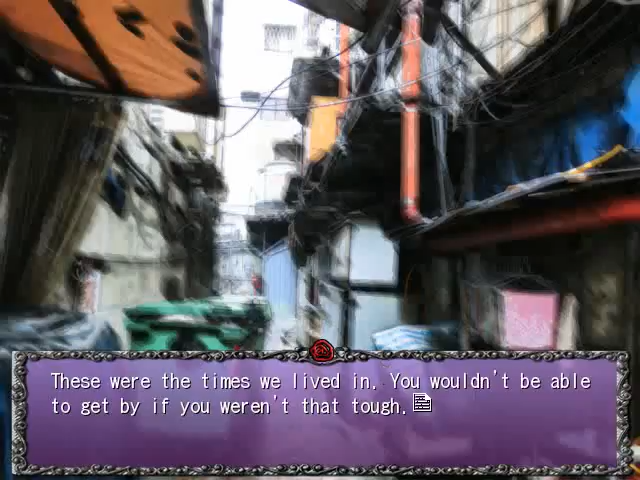 These were the times we lived in. You wouldn't be able
to get by if you weren't that tough.